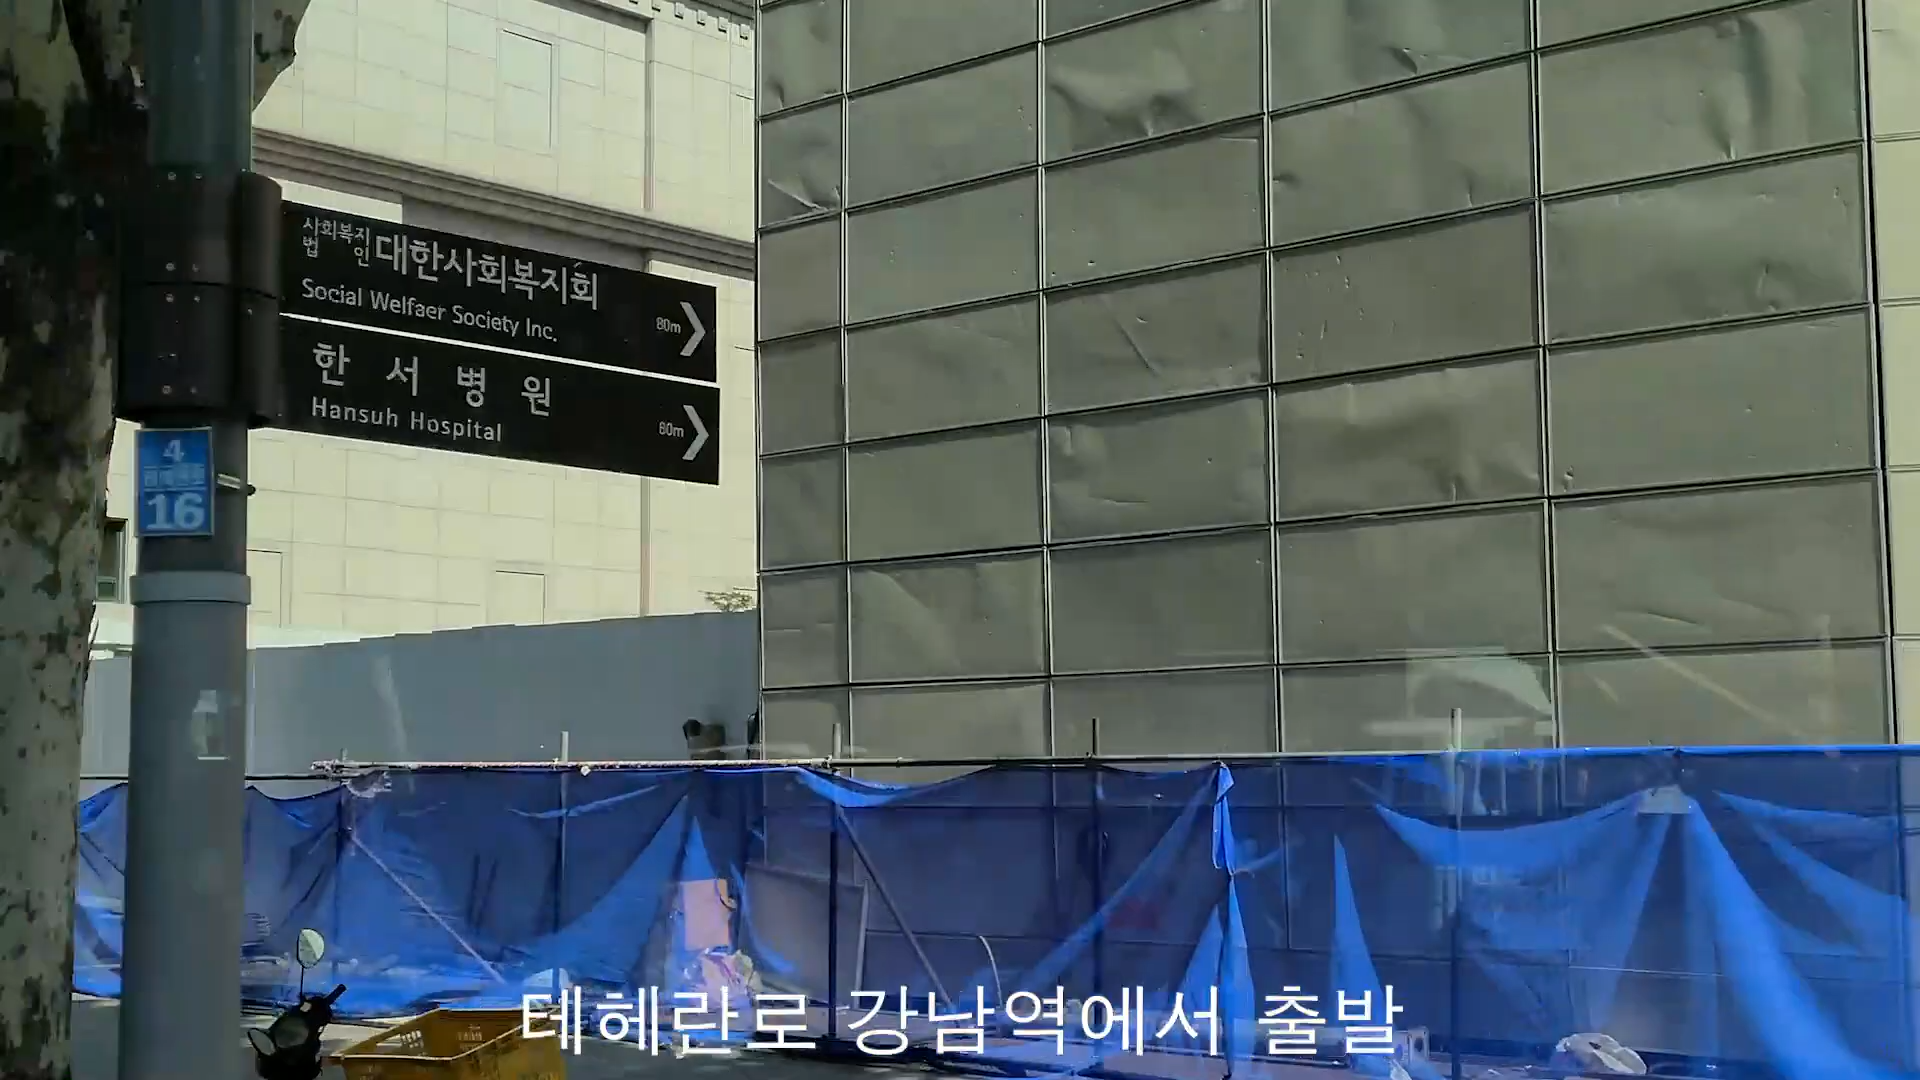 사회복지
법인
대한사회복지회
Social Welfaer Society Inc.
80m
한 서 병 원
Hansuh Hospital
80m
4
16
테헤란로 강남역에서 출발